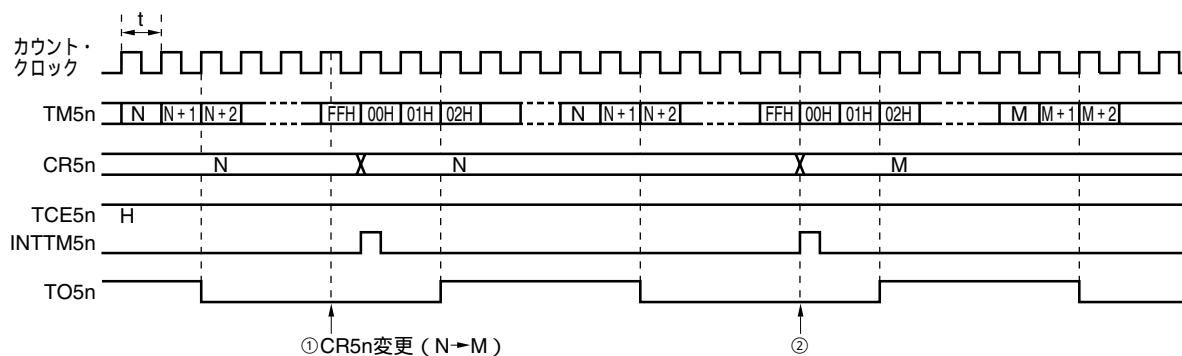 t
カウント・
クロック
TM5n N N+1 N+2 FFH 00H 01H 02H N N+1 N+2 FFH 00H 01H 02H M M+1 M+2
CR5n N N M
TCE5n H
INTTM5n
TO5n
①CR5n変更(N→M) ②